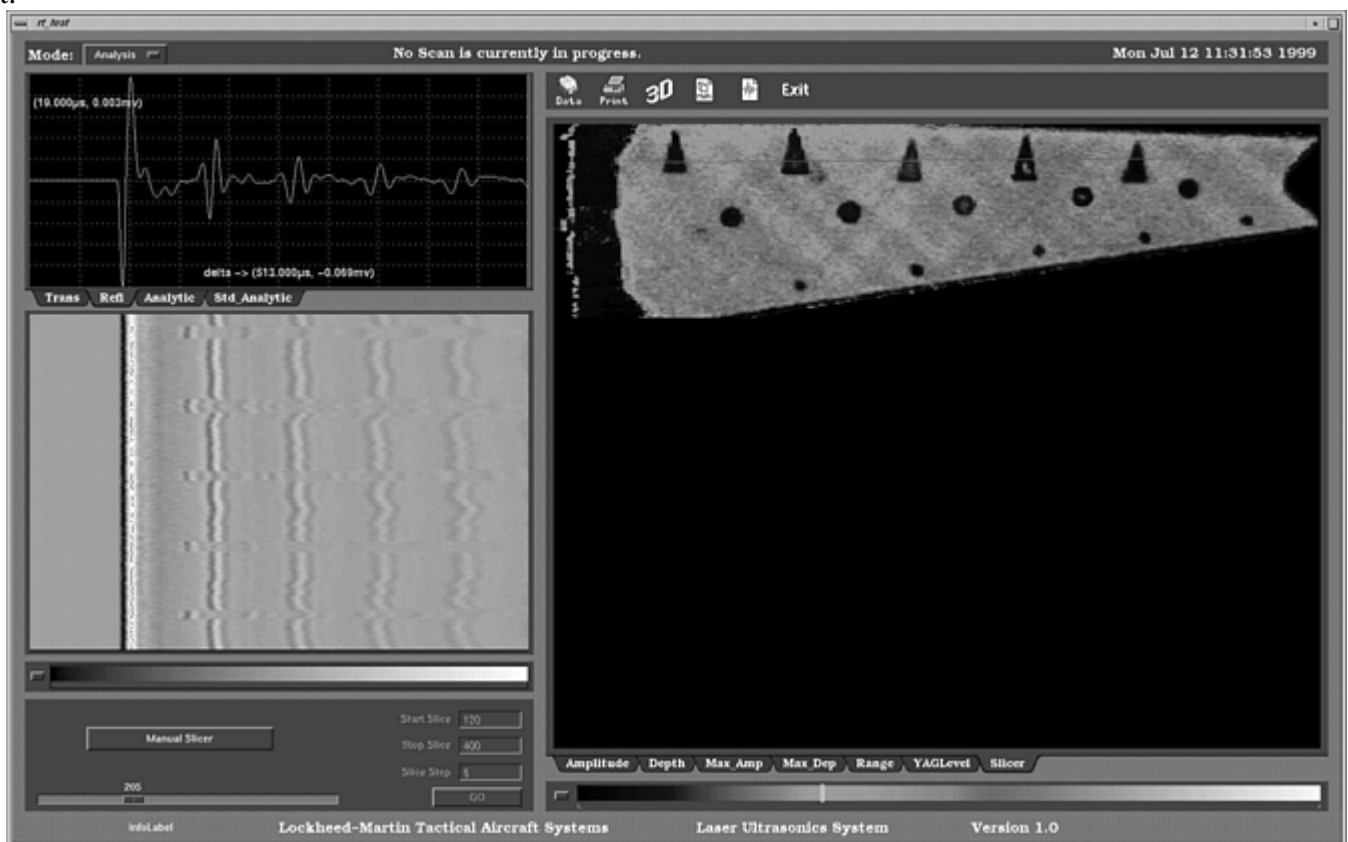 rt_test
Mode: Analysis No Scan is currently in progress. Mon Jul 12 11:31:53 1999
Data Print 3D Exit
(19.000µs, 0.003mv)
delta -> (513.000µs, -0.069mv)
Trans Refl Analytic Std_Analytic
Manual Slicer
Start Slice 120
Stop Slice 400
Slice Step 5
GO
205
Amplitude Depth Max_Amp Max_Dep Range YAGLevel Slicer
infoLabel Lockheed-Martin Tactical Aircraft Systems Laser Ultrasonics System Version 1.0